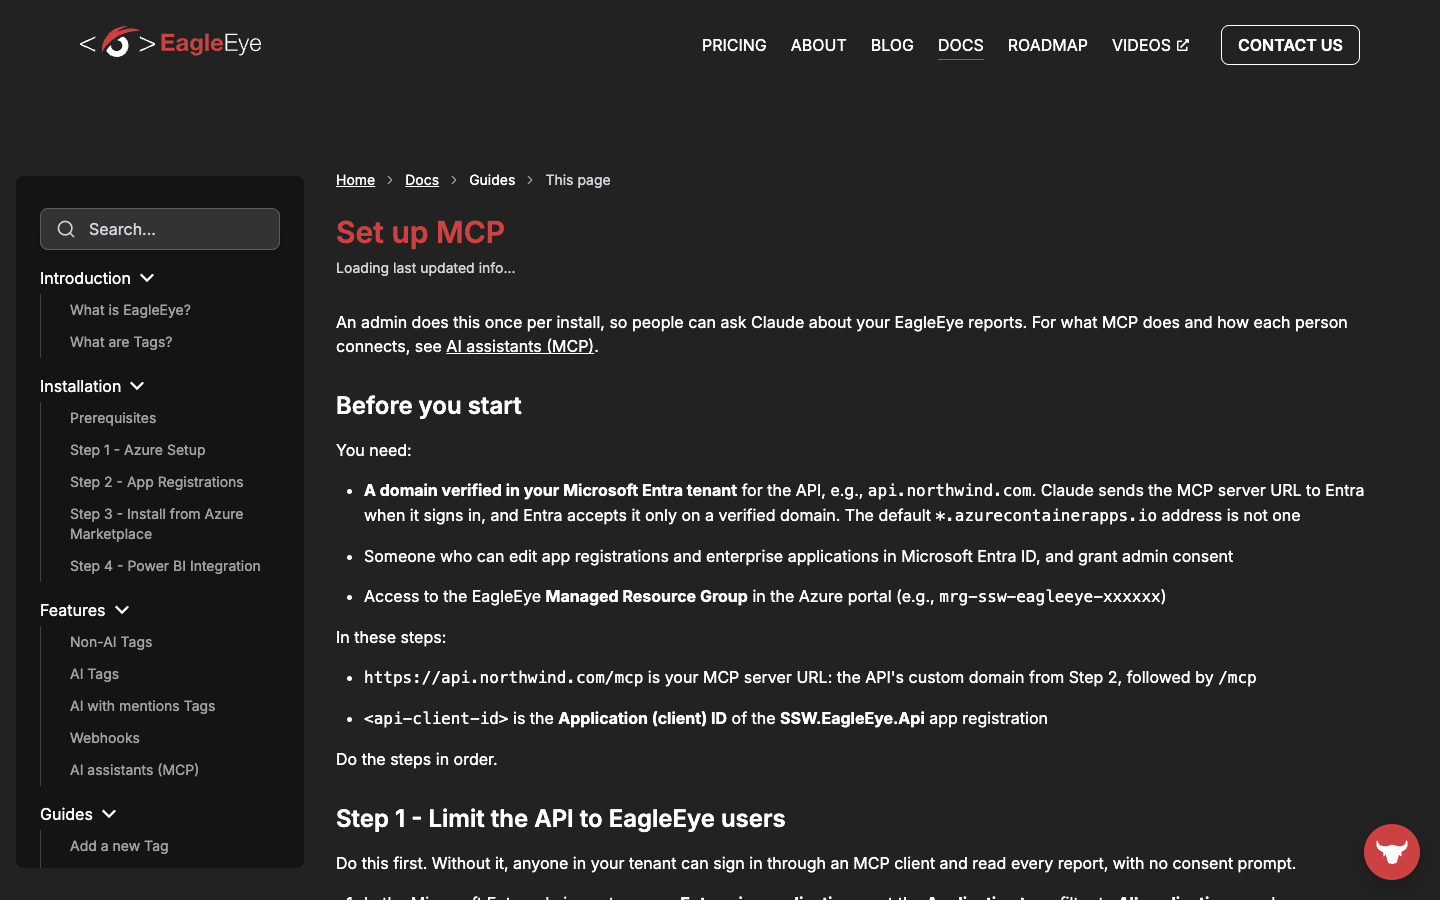 < > EagleEye
PRICING ABOUT BLOG DOCS ROADMAP VIDEOS CONTACT US
Search...
Introduction
What is EagleEye?
What are Tags?
Installation
Prerequisites
Step 1 - Azure Setup
Step 2 - App Registrations
Step 3 - Install from Azure
Marketplace
Step 4 - Power BI Integration
Features
Non-AI Tags
AI Tags
AI with mentions Tags
Webhooks
AI assistants (MCP)
Guides
Add a new Tag
Home > Docs > Guides > This page
Set up MCP
Loading last updated info...
An admin does this once per install, so people can ask Claude about your EagleEye reports. For what MCP does and how each person
connects, see AI assistants (MCP).
Before you start
You need:
• A domain verified in your Microsoft Entra tenant for the API, e.g., api.northwind.com. Claude sends the MCP server URL to Entra
when it signs in, and Entra accepts it only on a verified domain. The default *.azurecontainerapps.io address is not one
• Someone who can edit app registrations and enterprise applications in Microsoft Entra ID, and grant admin consent
• Access to the EagleEye Managed Resource Group in the Azure portal (e.g., mrg-ssw-eagleeye-xxxxxx)
In these steps:
• https://api.northwind.com/mcp is your MCP server URL: the API's custom domain from Step 2, followed by /mcp
• <api-client-id> is the Application (client) ID of the SSW.EagleEye.Api app registration
Do the steps in order.
Step 1 - Limit the API to EagleEye users
Do this first. Without it, anyone in your tenant can sign in through an MCP client and read every report, with no consent prompt.